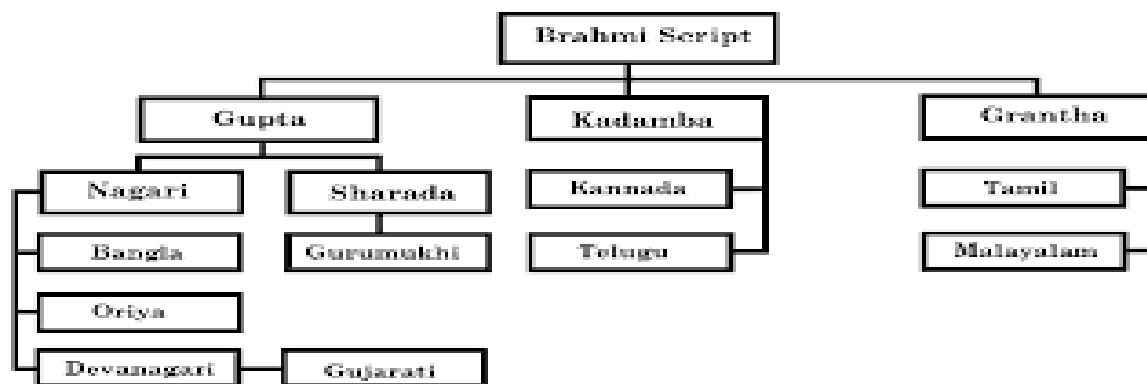 Brahmi Script
Gupta Kadamba Grantha
Nagari Sharada Kannada Tamil
Bangla Gurumukhi Telugu Malayalam
Oriya
Devanagari Gujarati